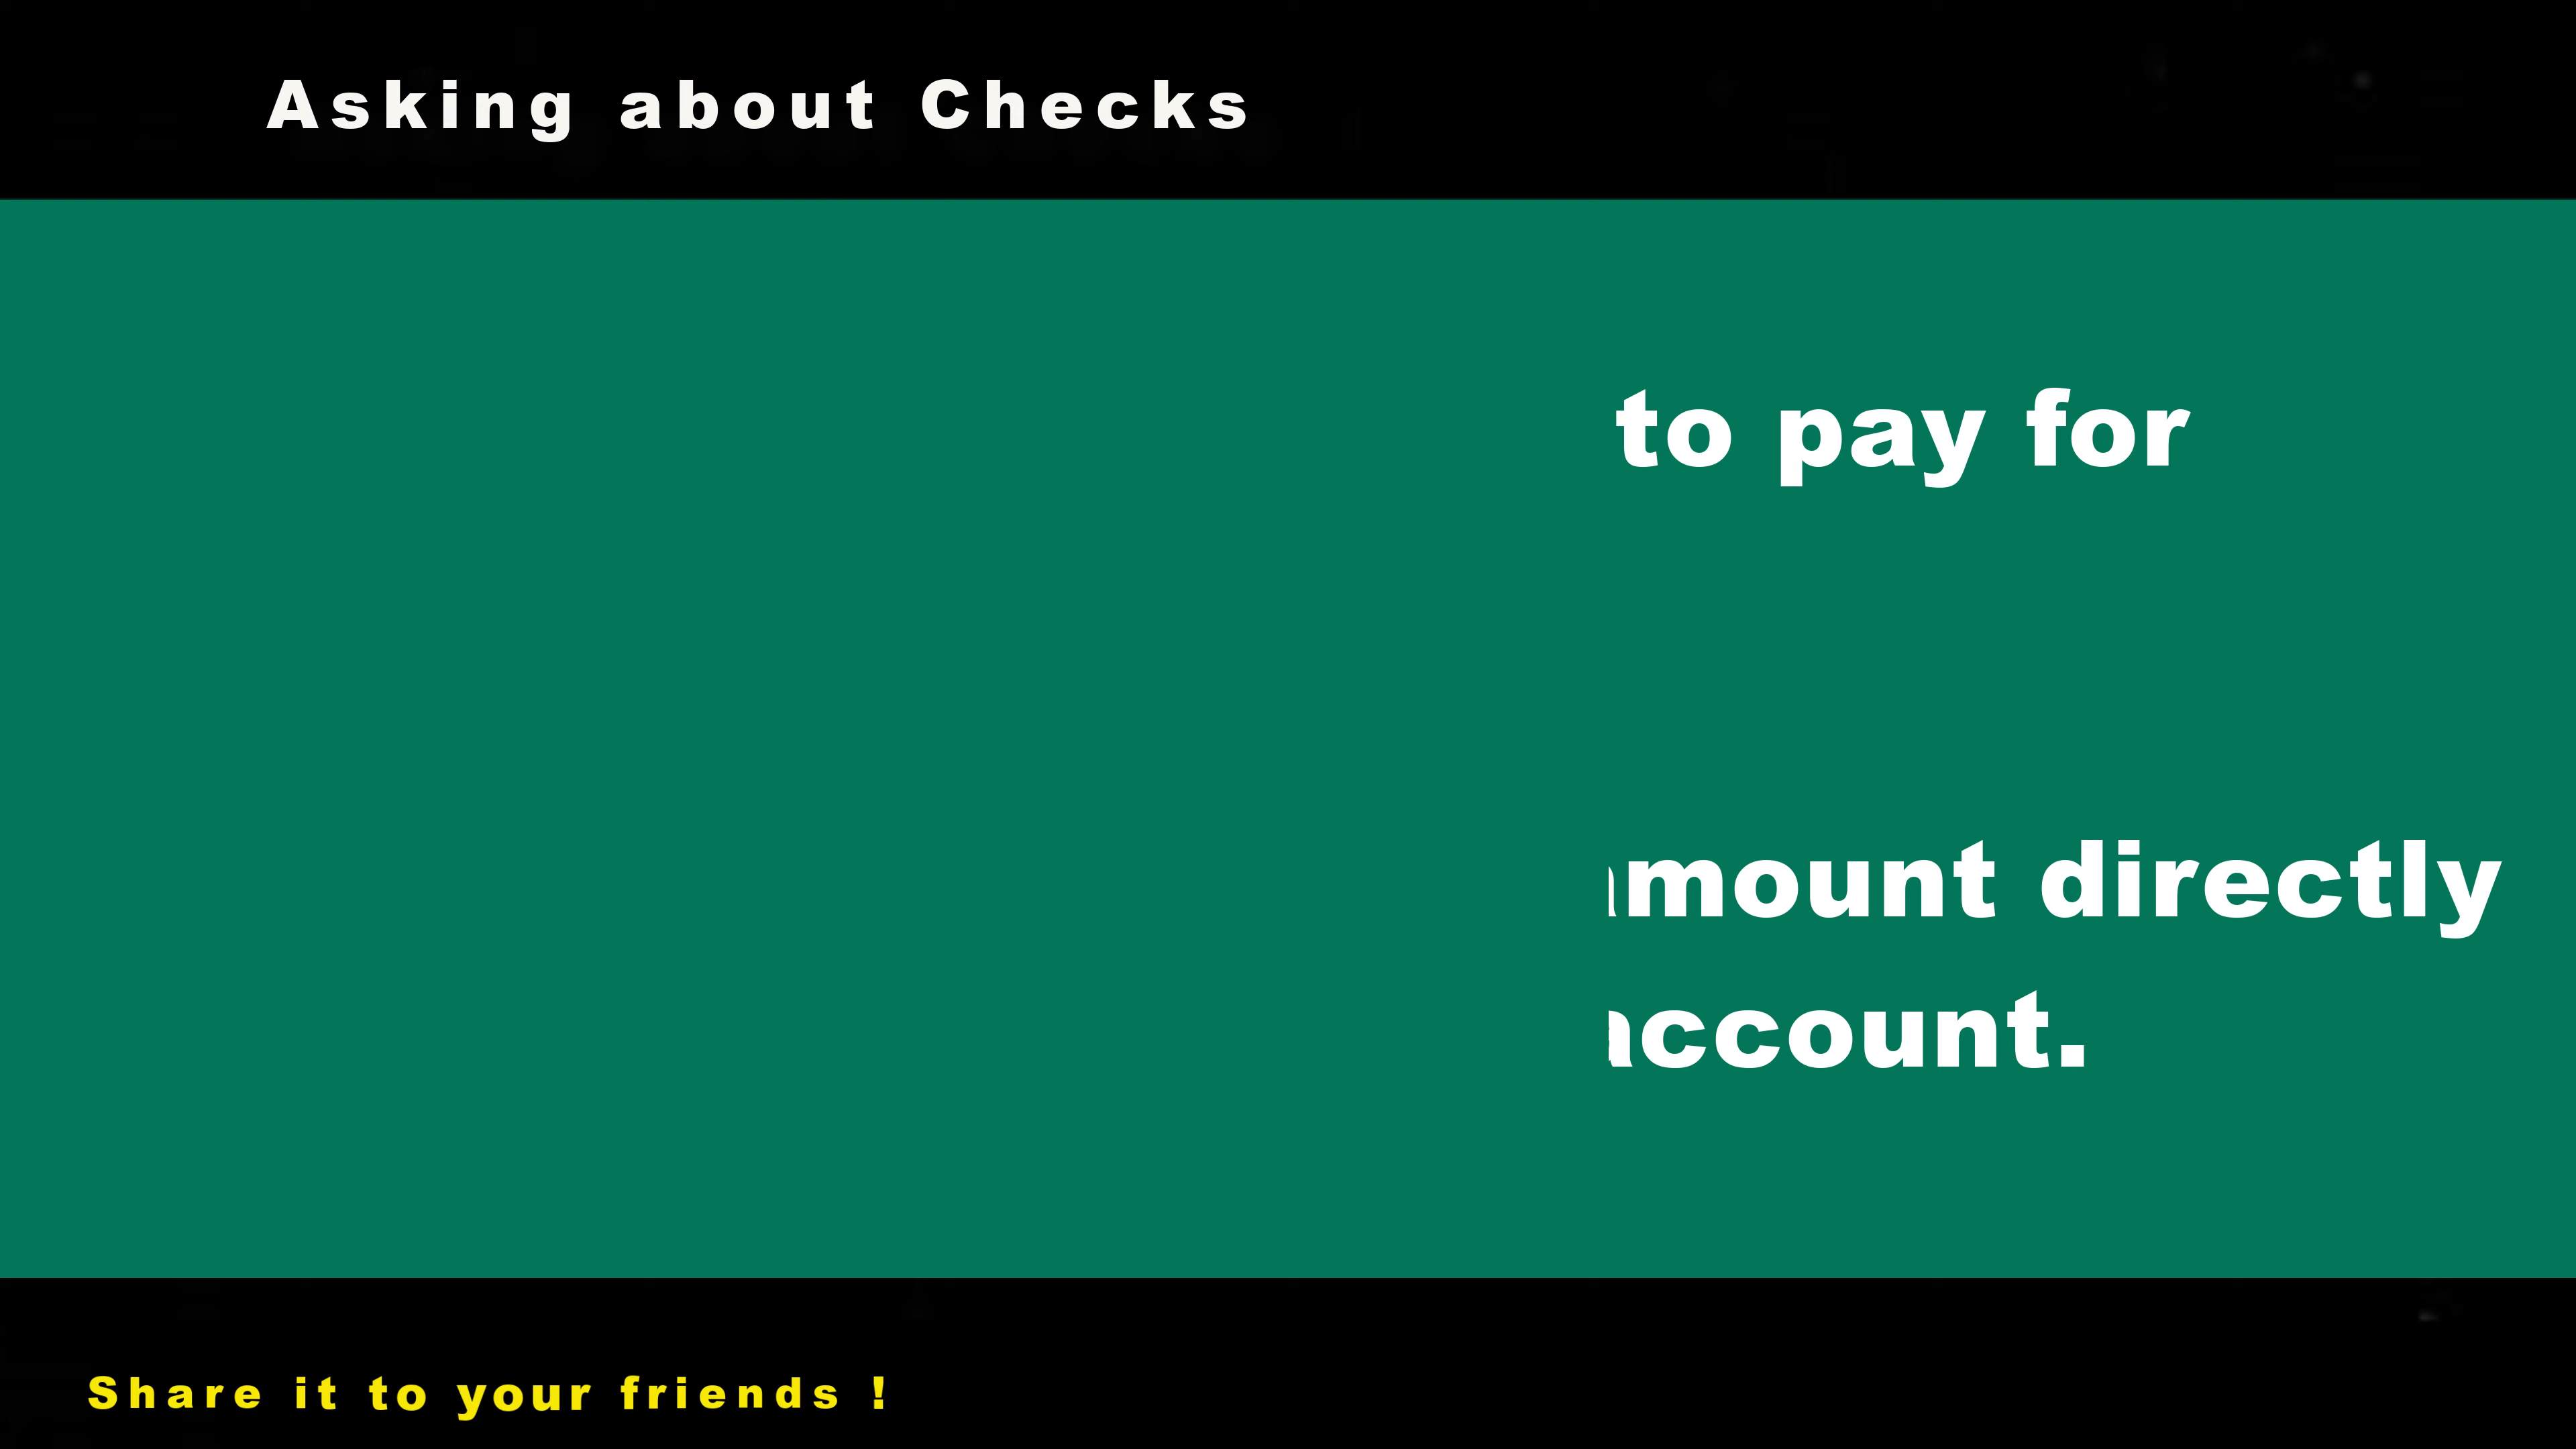 Asking about Checks
to pay for
mount directly
ccount.
Share it to your friends !